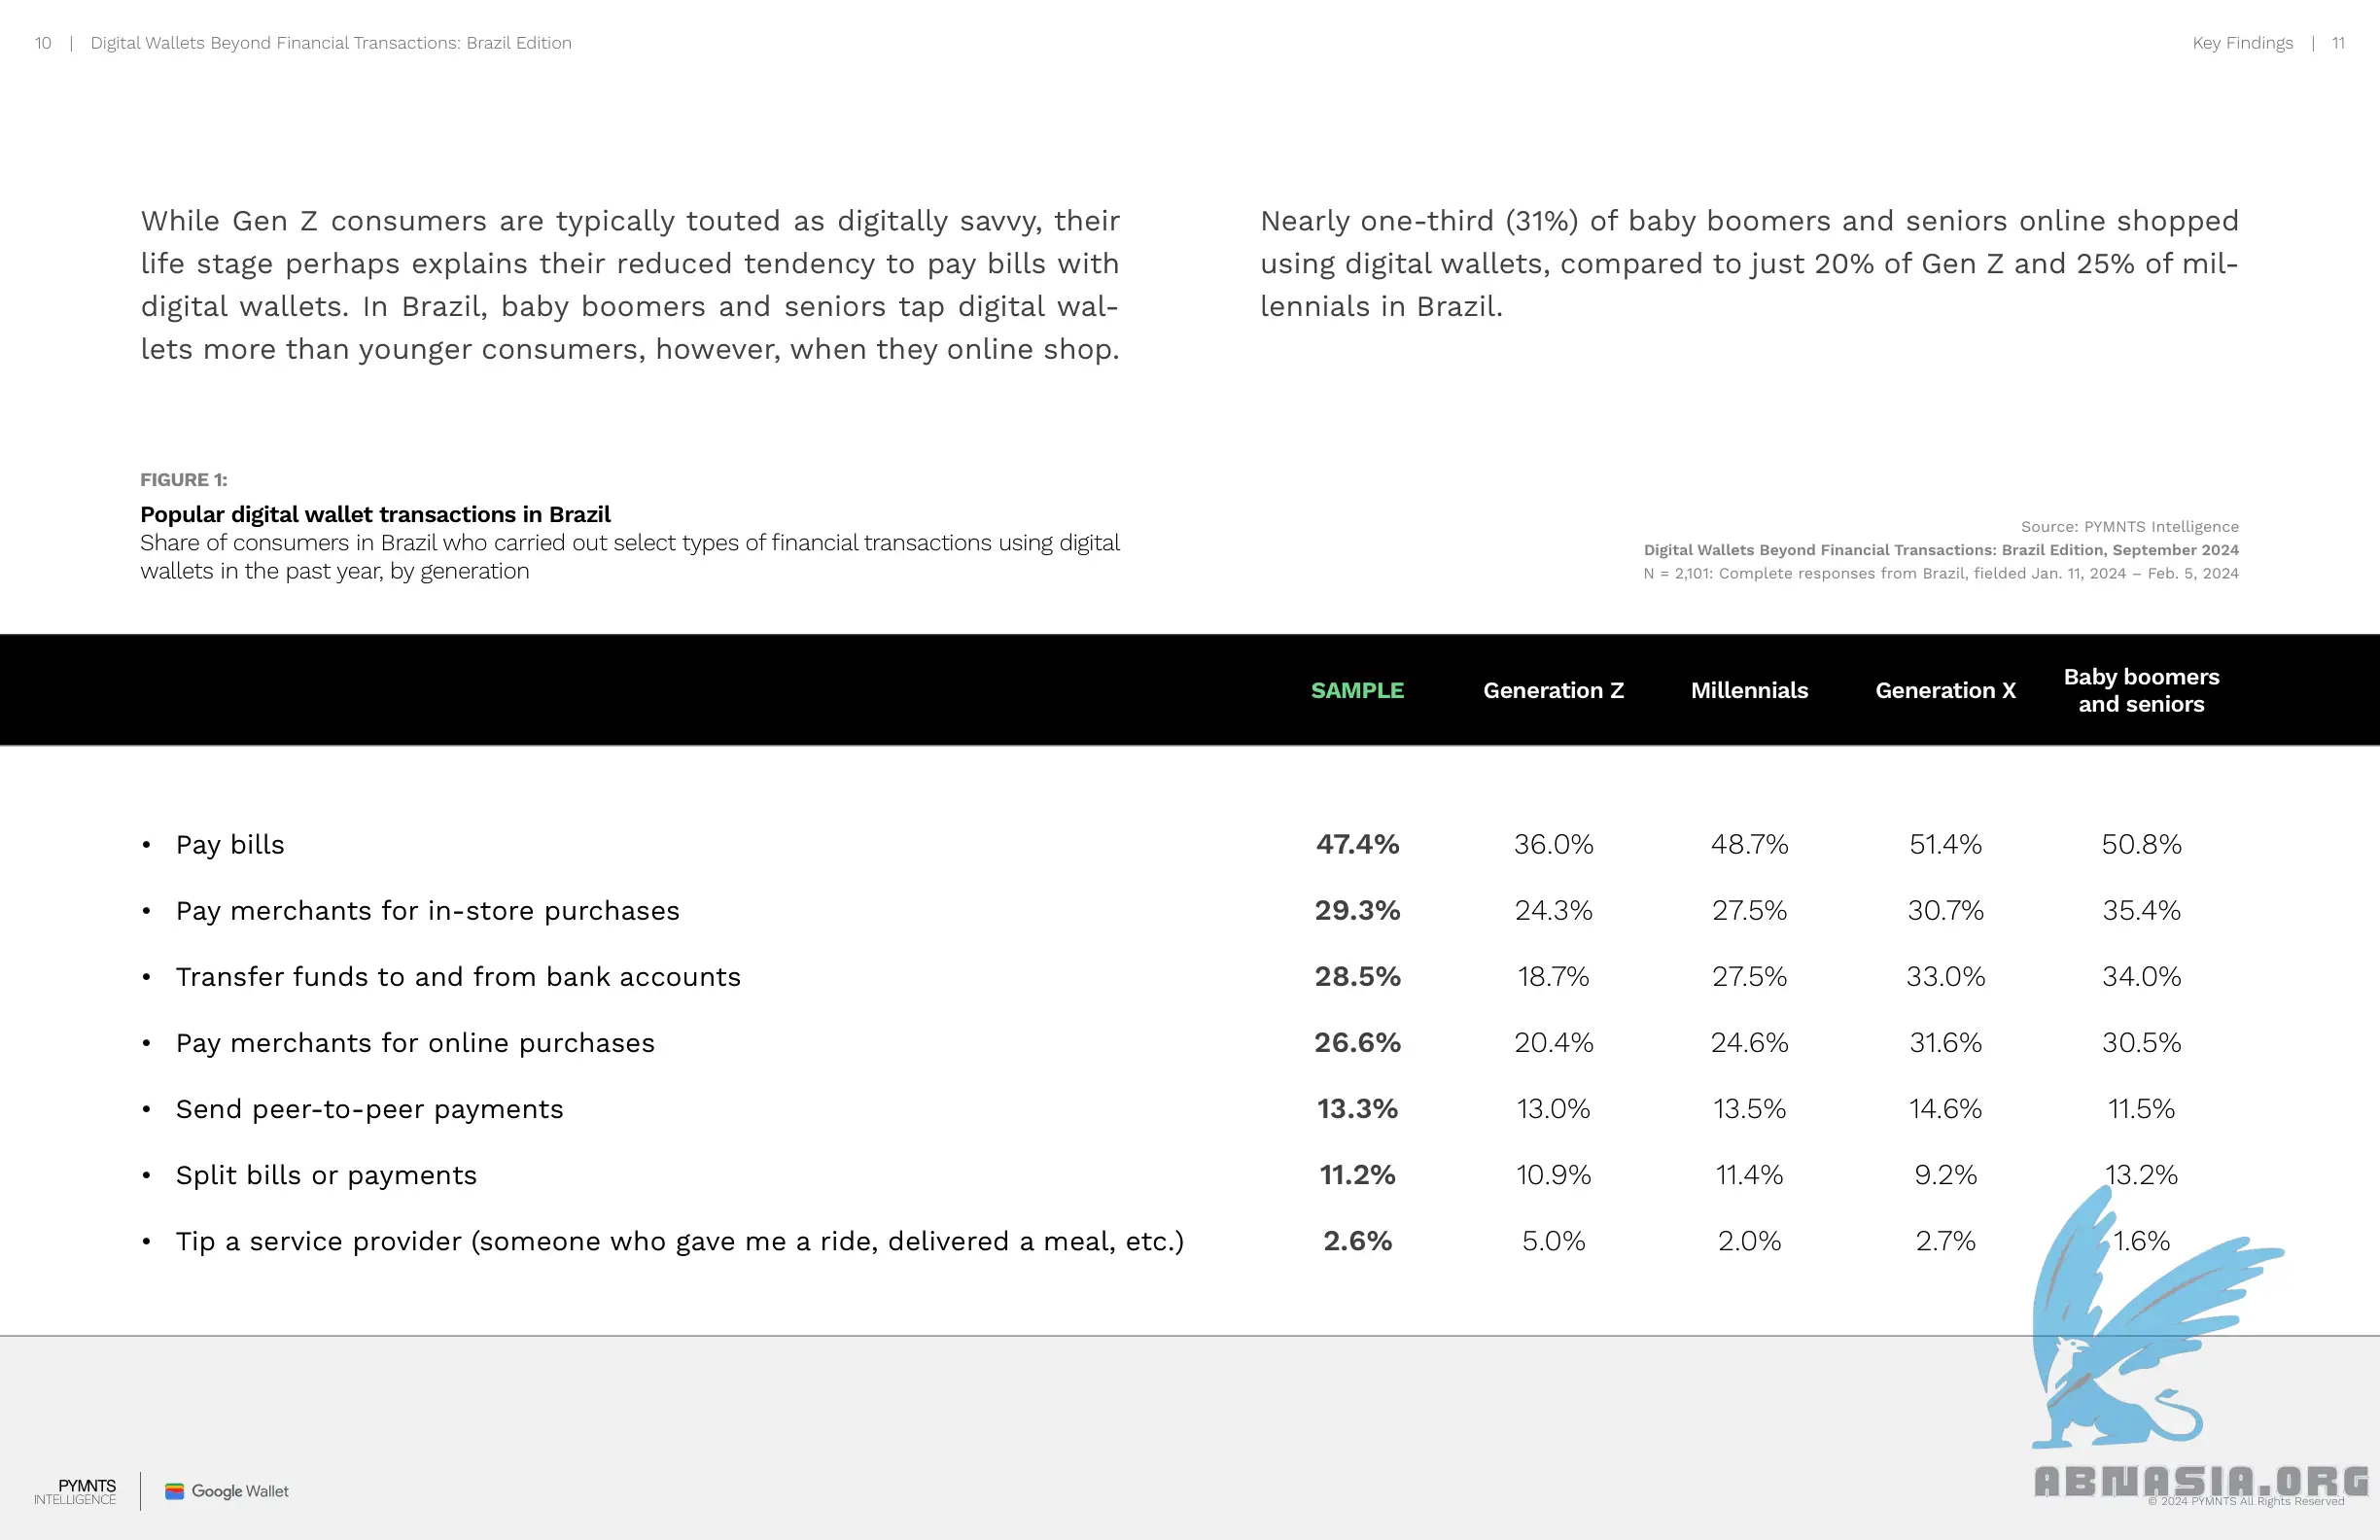 10 | Digital Wallets Beyond Financial Transactions: Brazil Edition
Key Findings | 11
While Gen Z consumers are typically touted as digitally savvy, their
life stage perhaps explains their reduced tendency to pay bills with
digital wallets. In Brazil, baby boomers and seniors tap digital wal-
lets more than younger consumers, however, when they online shop.
Nearly one-third (31%) of baby boomers and seniors online shopped
using digital wallets, compared to just 20% of Gen Z and 25% of mil-
lennials in Brazil.
FIGURE 1:
Popular digital wallet transactions in Brazil
Share of consumers in Brazil who carried out select types of financial transactions using digital
wallets in the past year, by generation
Source: PYMNTS Intelligence
Digital Wallets Beyond Financial Transactions: Brazil Edition, September 2024
N = 2,101: Complete responses from Brazil, fielded Jan. 11, 2024 – Feb. 5, 2024
SAMPLE Generation Z Millennials Generation X Baby boomers
and seniors
• Pay bills 47.4% 36.0% 48.7% 51.4% 50.8%
• Pay merchants for in-store purchases 29.3% 24.3% 27.5% 30.7% 35.4%
• Transfer funds to and from bank accounts 28.5% 18.7% 27.5% 33.0% 34.0%
• Pay merchants for online purchases 26.6% 20.4% 24.6% 31.6% 30.5%
• Send peer-to-peer payments 13.3% 13.0% 13.5% 14.6% 11.5%
• Split bills or payments 11.2% 10.9% 11.4% 9.2% 13.2%
• Tip a service provider (someone who gave me a ride, delivered a meal, etc.) 2.6% 5.0% 2.0% 2.7% 1.6%
PYMNTS
INTELLIGENCE
Google Wallet
ABNASIA.ORG
© 2024 PYMNTS All Rights Reserved